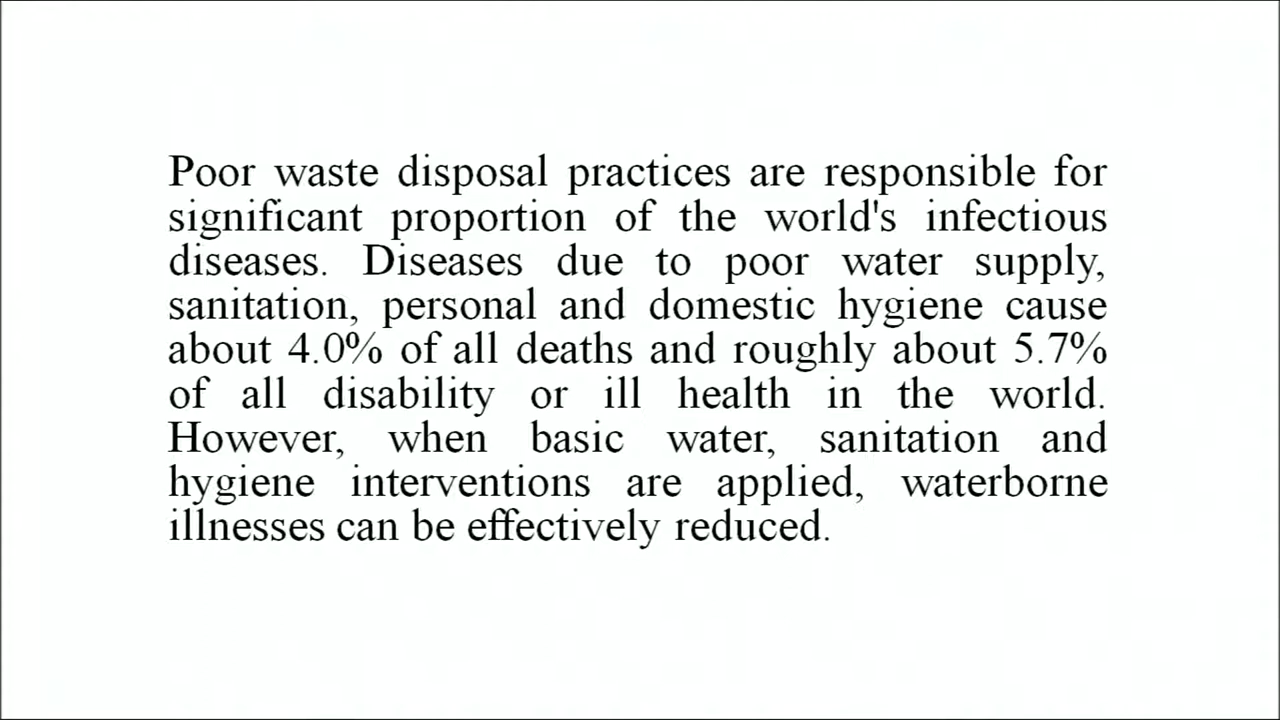 Poor waste disposal practices are responsible for
significant proportion of the world's infectious
diseases. Diseases due to poor water supply,
sanitation, personal and domestic hygiene cause
about 4.0% of all deaths and roughly about 5.7%
of all disability or ill health in the world.
However, when basic water, sanitation and
hygiene interventions are applied, waterborne
illnesses can be effectively reduced.